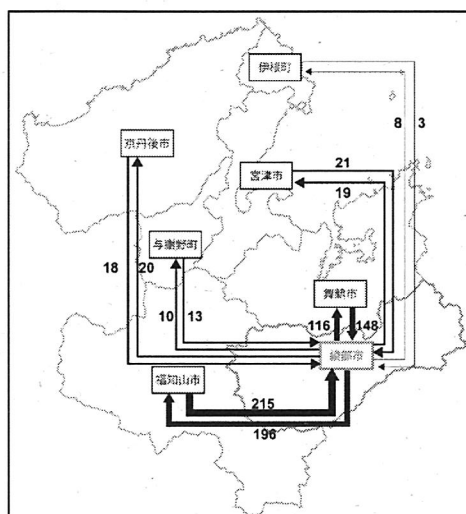 伊根町
8 3
京丹後市
宮津市
21
19
与謝野町
18 20
10 13
舞鶴市
116 148
綾部市
福知山市
215
196